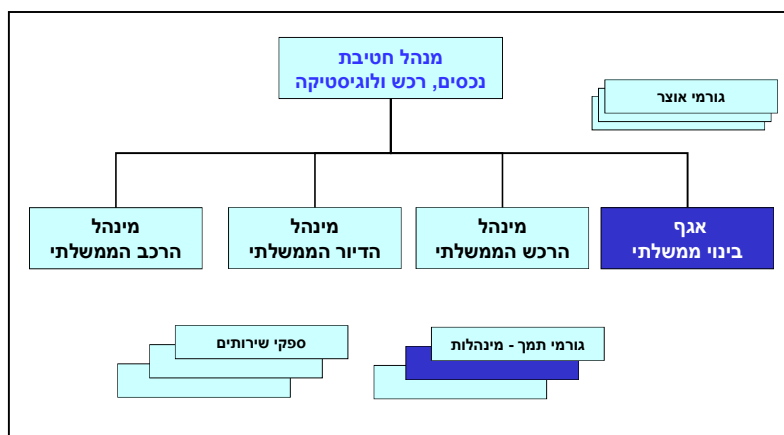 מנהל חטיבת
נכסים, רכש ולוגיסטיקה
גורמי אוצר
אגף
בינוי ממשלתי
מינהל
הרכש הממשלתי
מינהל
הדיור הממשלתי
מינהל
הרכב הממשלתי
גורמי תמך - מינהלות
ספקי שירותים